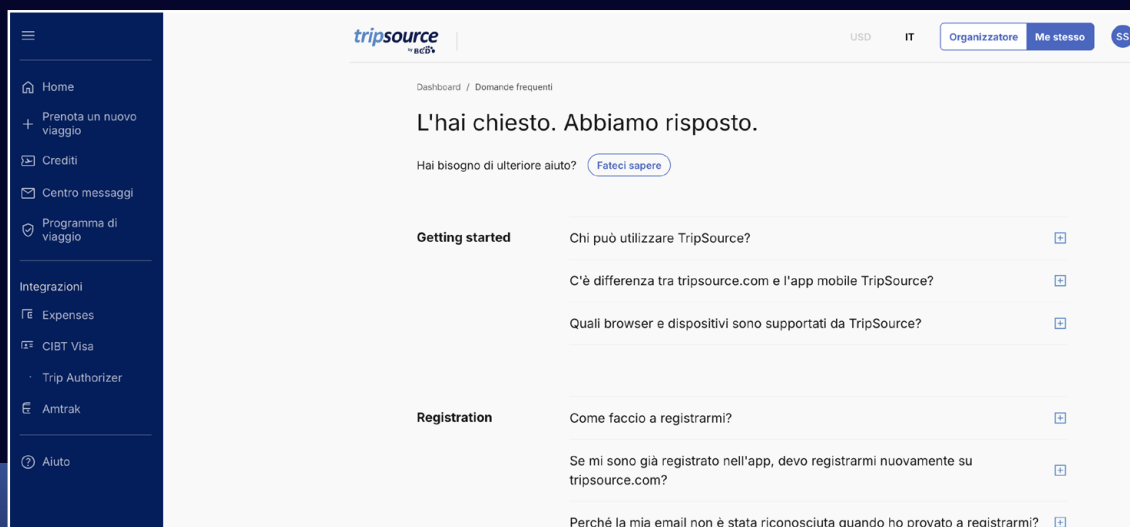 tripsource
by BCD
USD
IT
Organizzatore
Me stesso
SS
Home
Prenota un nuovo
viaggio
Crediti
Centro messaggi
Programma di
viaggio
Integrazioni
Expenses
CIBT Visa
Trip Authorizer
Amtrak
Aiuto
Dashboard / Domande frequenti
L'hai chiesto. Abbiamo risposto.
Hai bisogno di ulteriore aiuto?
Fateci sapere
Getting started
Chi può utilizzare TripSource?
C'è differenza tra tripsource.com e l'app mobile TripSource?
Quali browser e dispositivi sono supportati da TripSource?
Registration
Come faccio a registrarmi?
Se mi sono già registrato nell'app, devo registrarmi nuovamente su
tripsource.com?
Perché la mia email non è stata riconosciuta quando ho provato a registrarmi?